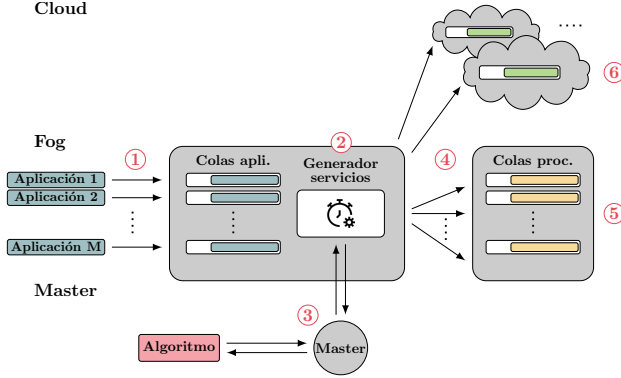 Cloud
....
⑥
Fog
①
②
④
Colas apli.
Generador
servicios
Colas proc.
Aplicación 1
Aplicación 2
⑤
Aplicación M
Master
③
Algoritmo
Master